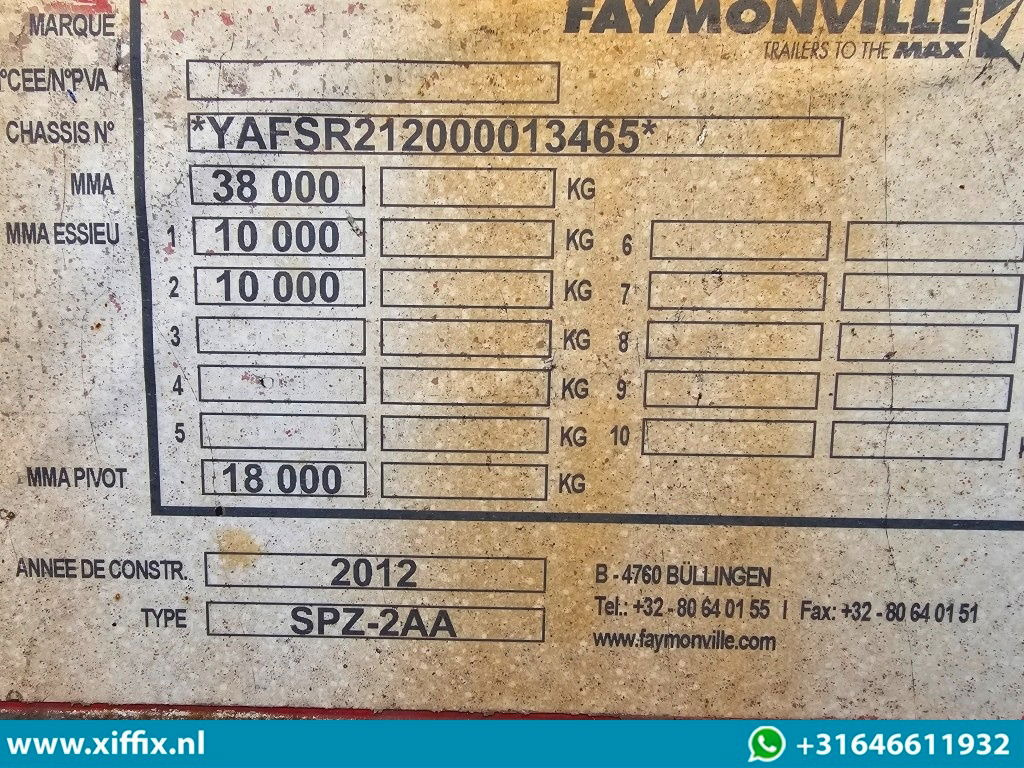 MARQUE
FAYMONVILLE
TRAILERS TO THE MAX
N°CEE/N°PVA
CHASSIS N° *YAFSR212000013465*
MMA 38 000 KG
MMA ESSIEU 1 10 000 KG 6
2 10 000 KG 7
3 KG 8
4 KG 9
5 KG 10
MMA PIVOT 18 000 KG
ANNEE DE CONSTR. 2012
TYPE SPZ-2AA
B - 4760 BÜLLINGEN
Tel.: +32 - 80 64 01 55 I Fax: +32 - 80 64 01 51
www.faymonville.com
www.xiffix.nl
+31646611932